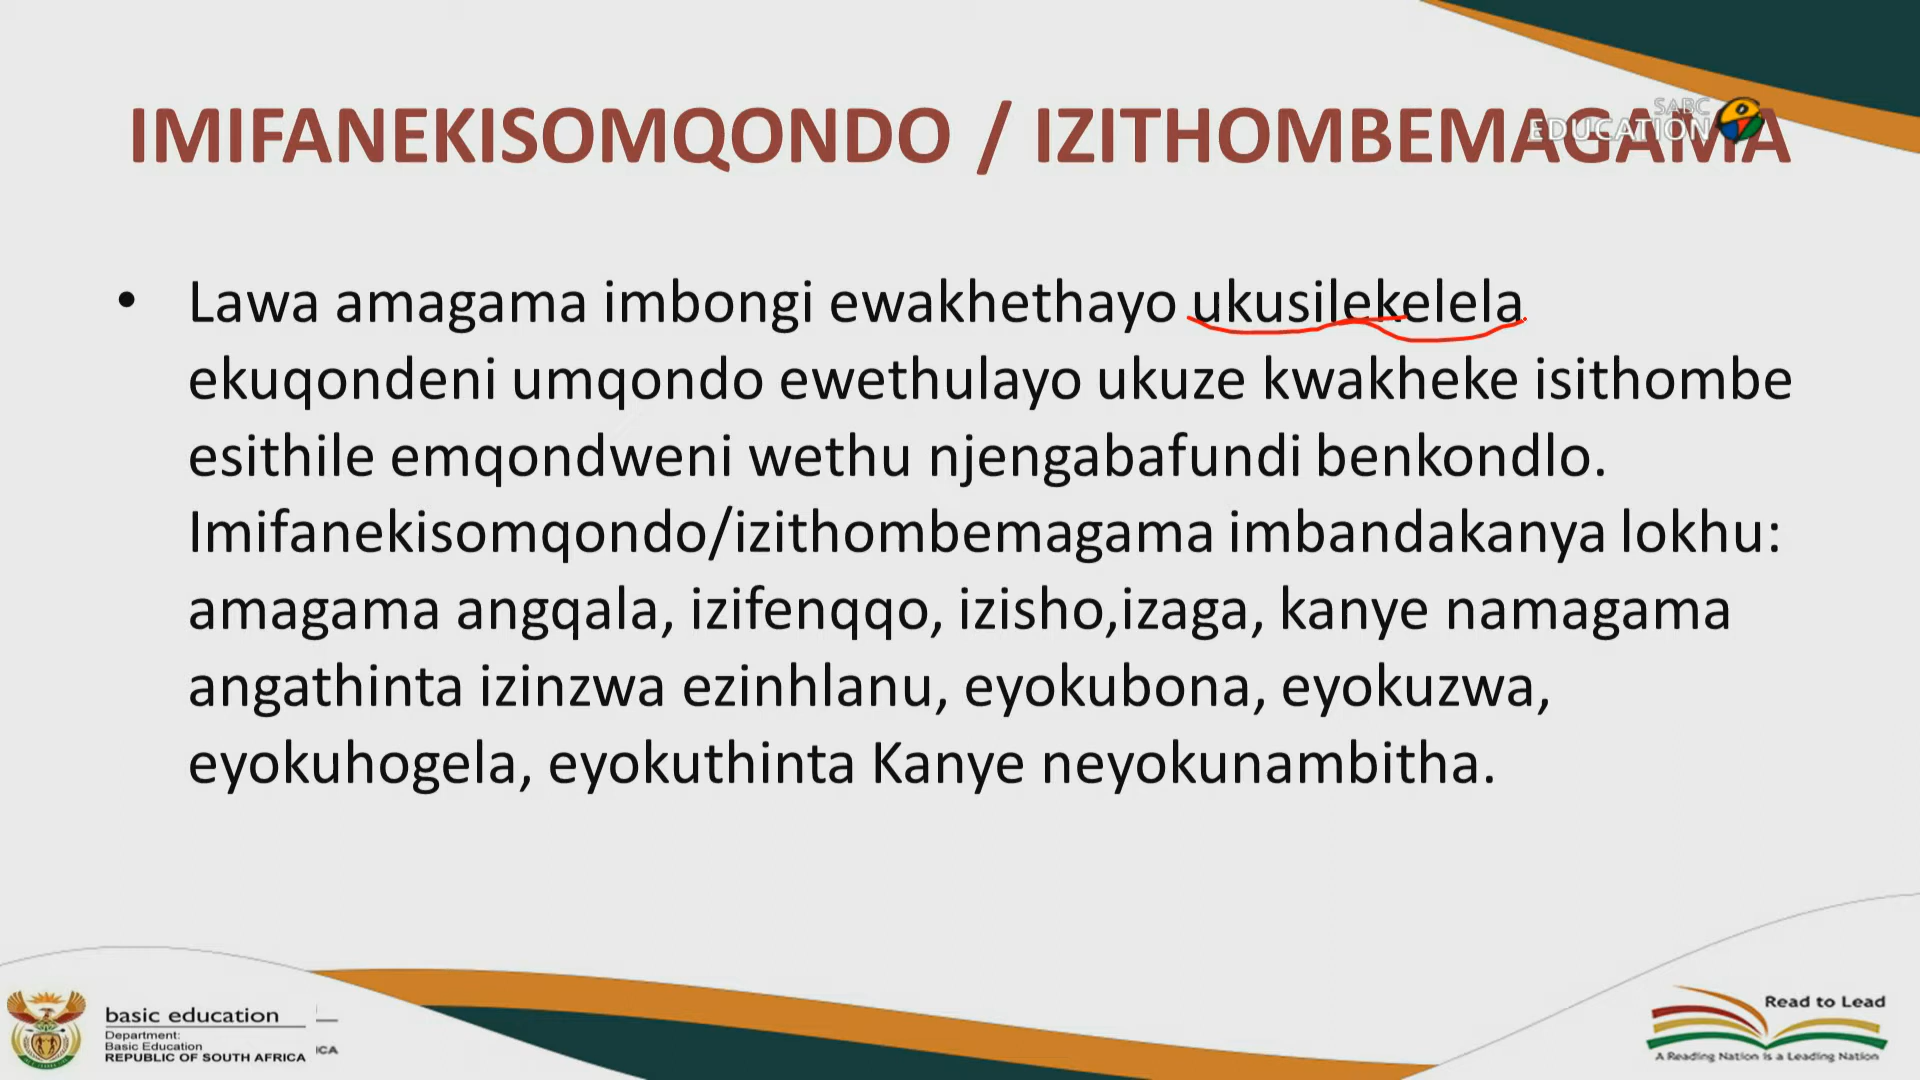 IMIFANEKISOMQONDO / IZITHOMBEMAGAMA
SABC
EDUCATION
• Lawa amagama imbongi ewakhethayo ukusilekelela
ekuqondeni umqondo ewethulayo ukuze kwakheke isithombe
esithile emqondweni wethu njengabafundi benkondlo.
Imifanekisomqondo/izithombemagama imbandakanya lokhu:
amagama angqala, izifenqqo, izisho,izaga, kanye namagama
angathinta izinzwa ezinhlanu, eyokubona, eyokuzwa,
eyokuhogela, eyokuthinta Kanye neyokunambitha.
basic education
Department:
Basic Education
REPUBLIC OF SOUTH AFRICA
ICA
Read to Lead
A Reading Nation is a Leading Nation